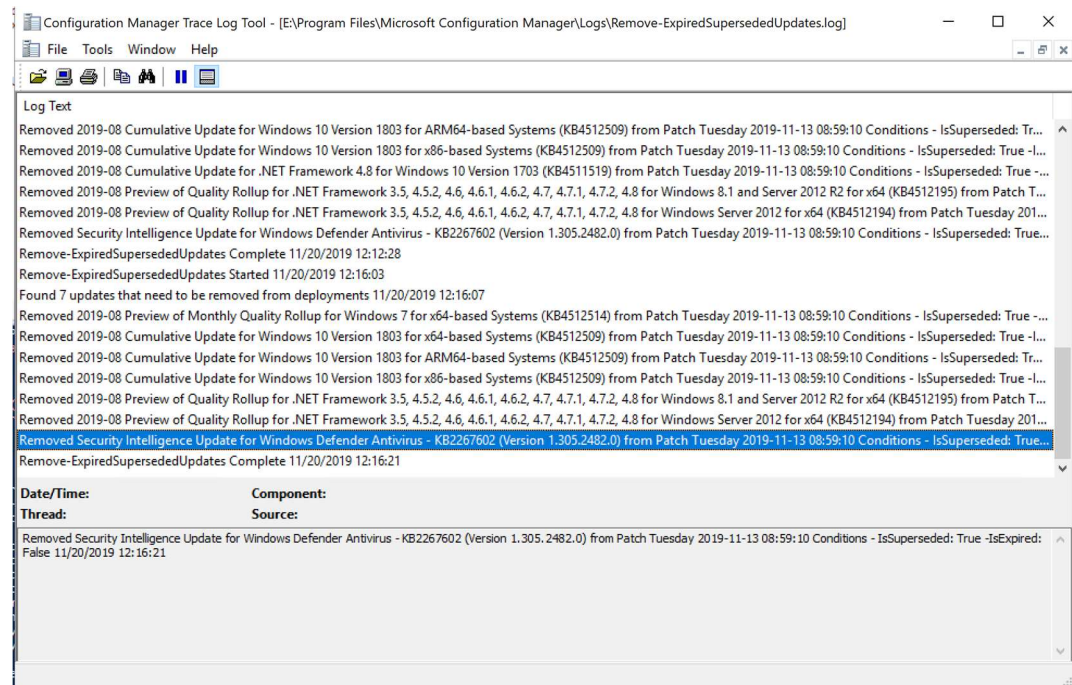 Configuration Manager Trace Log Tool - [E:\Program Files\Microsoft Configuration Manager\Logs\Remove-ExpiredSupersededUpdates.log]
File Tools Window Help
Log Text
Removed 2019-08 Cumulative Update for Windows 10 Version 1803 for ARM64-based Systems (KB4512509) from Patch Tuesday 2019-11-13 08:59:10 Conditions - IsSuperseded: Tr...
Removed 2019-08 Cumulative Update for Windows 10 Version 1803 for x86-based Systems (KB4512509) from Patch Tuesday 2019-11-13 08:59:10 Conditions - IsSuperseded: True -I...
Removed 2019-08 Cumulative Update for .NET Framework 4.8 for Windows 10 Version 1703 (KB4511519) from Patch Tuesday 2019-11-13 08:59:10 Conditions - IsSuperseded: True -...
Removed 2019-08 Preview of Quality Rollup for .NET Framework 3.5, 4.5.2, 4.6, 4.6.1, 4.6.2, 4.7, 4.7.1, 4.7.2, 4.8 for Windows 8.1 and Server 2012 R2 for x64 (KB4512195) from Patch T...
Removed 2019-08 Preview of Quality Rollup for .NET Framework 3.5, 4.5.2, 4.6, 4.6.1, 4.6.2, 4.7, 4.7.1, 4.7.2, 4.8 for Windows Server 2012 for x64 (KB4512194) from Patch Tuesday 201...
Removed Security Intelligence Update for Windows Defender Antivirus - KB2267602 (Version 1.305.2482.0) from Patch Tuesday 2019-11-13 08:59:10 Conditions - IsSuperseded: True...
Remove-ExpiredSupersededUpdates Complete 11/20/2019 12:12:28
Remove-ExpiredSupersededUpdates Started 11/20/2019 12:16:03
Found 7 updates that need to be removed from deployments 11/20/2019 12:16:07
Removed 2019-08 Preview of Monthly Quality Rollup for Windows 7 for x64-based Systems (KB4512514) from Patch Tuesday 2019-11-13 08:59:10 Conditions - IsSuperseded: True -...
Removed 2019-08 Cumulative Update for Windows 10 Version 1803 for x64-based Systems (KB4512509) from Patch Tuesday 2019-11-13 08:59:10 Conditions - IsSuperseded: True -I...
Removed 2019-08 Cumulative Update for Windows 10 Version 1803 for ARM64-based Systems (KB4512509) from Patch Tuesday 2019-11-13 08:59:10 Conditions - IsSuperseded: Tr...
Removed 2019-08 Cumulative Update for Windows 10 Version 1803 for x86-based Systems (KB4512509) from Patch Tuesday 2019-11-13 08:59:10 Conditions - IsSuperseded: True -I...
Removed 2019-08 Preview of Quality Rollup for .NET Framework 3.5, 4.5.2, 4.6, 4.6.1, 4.6.2, 4.7, 4.7.1, 4.7.2, 4.8 for Windows 8.1 and Server 2012 R2 for x64 (KB4512195) from Patch T...
Removed 2019-08 Preview of Quality Rollup for .NET Framework 3.5, 4.5.2, 4.6, 4.6.1, 4.6.2, 4.7, 4.7.1, 4.7.2, 4.8 for Windows Server 2012 for x64 (KB4512194) from Patch Tuesday 201...
Removed Security Intelligence Update for Windows Defender Antivirus - KB2267602 (Version 1.305.2482.0) from Patch Tuesday 2019-11-13 08:59:10 Conditions - IsSuperseded: True...
Remove-ExpiredSupersededUpdates Complete 11/20/2019 12:16:21
Date/Time: Component:
Thread: Source:
Removed Security Intelligence Update for Windows Defender Antivirus - KB2267602 (Version 1.305.2482.0) from Patch Tuesday 2019-11-13 08:59:10 Conditions - IsSuperseded: True -IsExpired:
False 11/20/2019 12:16:21